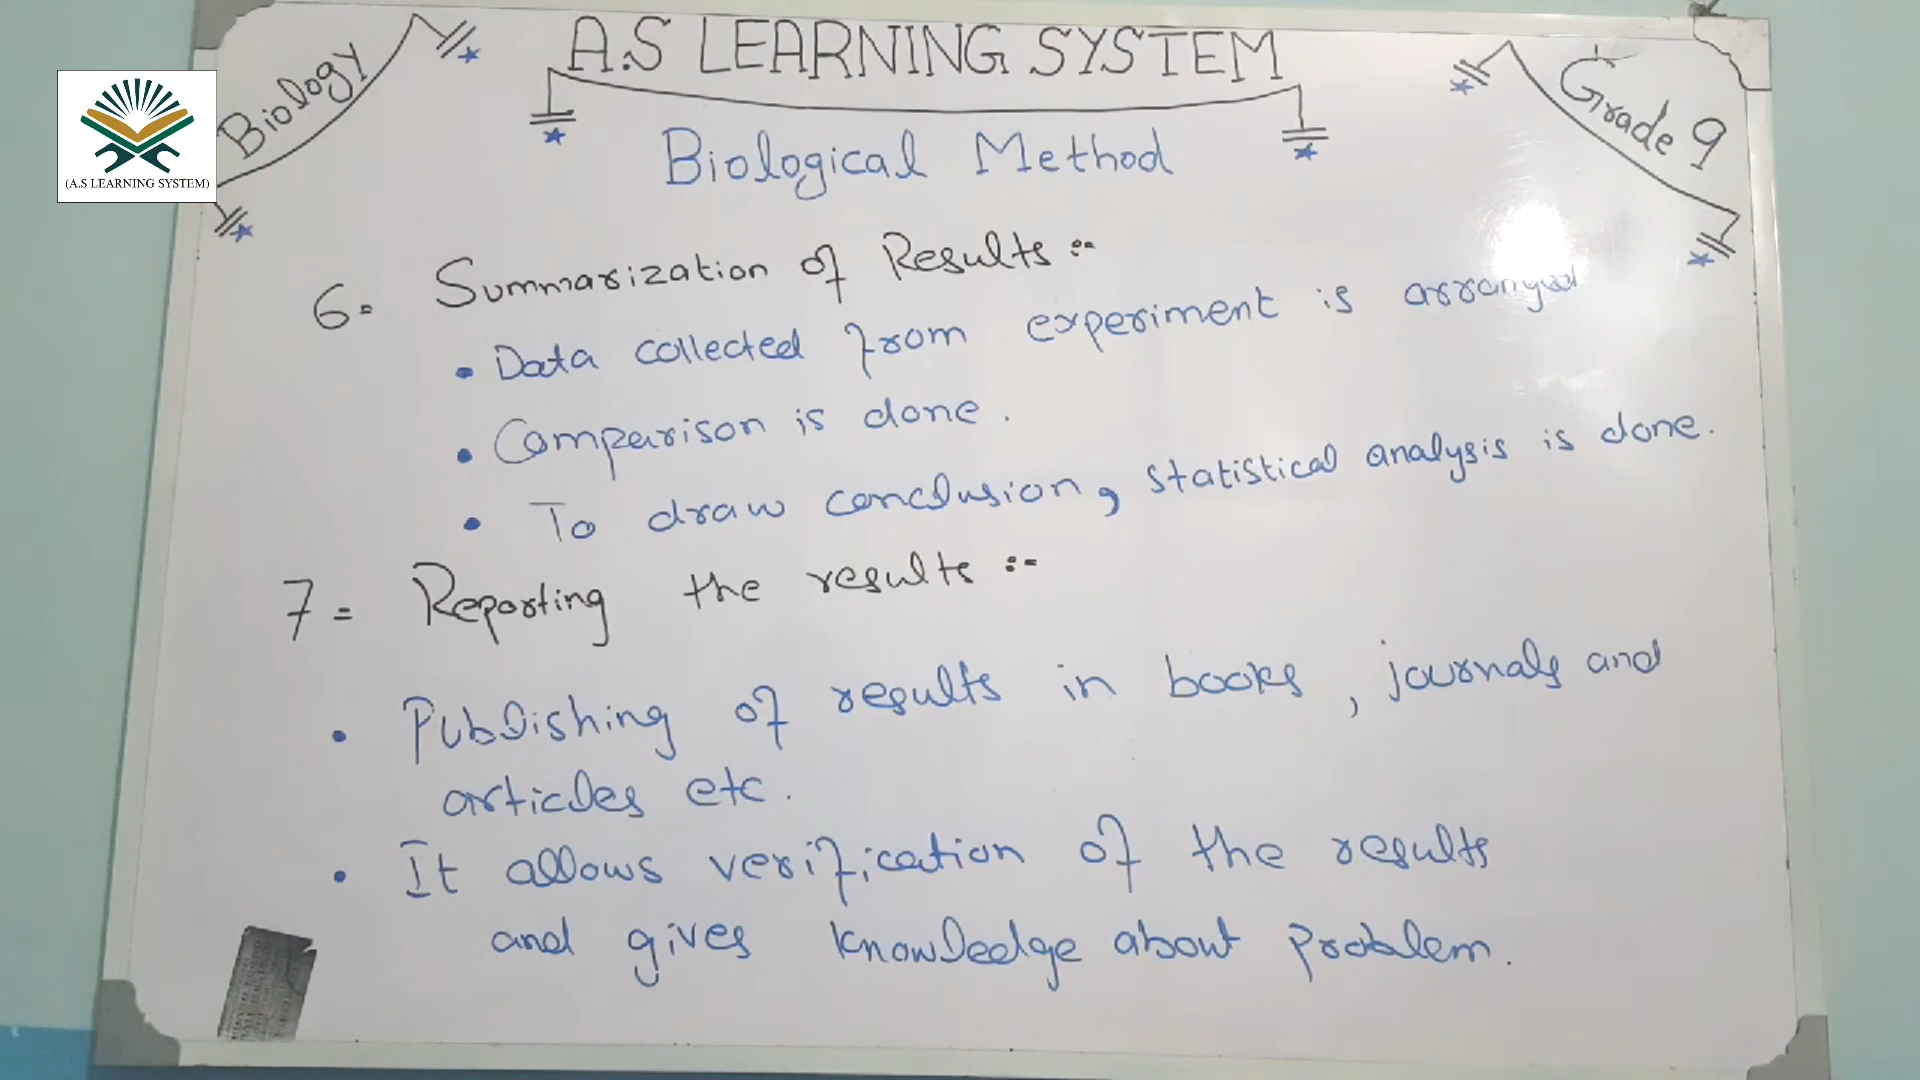 A.S LEARNING SYSTEM
Biology
Grade 9
(A.S LEARNING SYSTEM)
Biological Method
6= Summarization of Results :-
• Data collected from experiment is arranged
• Comparison is done.
• To draw conclusion, statistical analysis is done.
7= Reporting the results :-
• Publishing of results in books, journals and
articles etc.
• It allows verification of the results
and gives knowledge about problem.